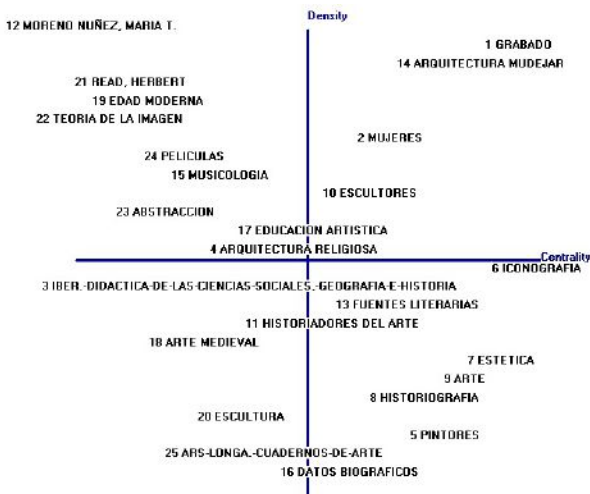 Density
12 MORENO NUÑEZ, MARIA T.
1 GRABADO
14 ARQUITECTURA MUDEJAR
21 READ, HERBERT
19 EDAD MODERNA
22 TEORIA DE LA IMAGEN
2 MUJERES
24 PELICULAS
15 MUSICOLOGIA
10 ESCULTORES
23 ABSTRACCION
17 EDUCACION ARTISTICA
4 ARQUITECTURA RELIGIOSA
Centrality
6 ICONOGRAFIA
3 IBER.-DIDACTICA-DE-LAS-CIENCIAS-SOCIALES.-GEOGRAFIA-E-HISTORIA
13 FUENTES LITERARIAS
11 HISTORIADORES DEL ARTE
18 ARTE MEDIEVAL
7 ESTETICA
9 ARTE
8 HISTORIOGRAFIA
20 ESCULTURA
5 PINTORES
25 ARS-LONGA.-CUADERNOS-DE-ARTE
16 DATOS BIOGRAFICOS